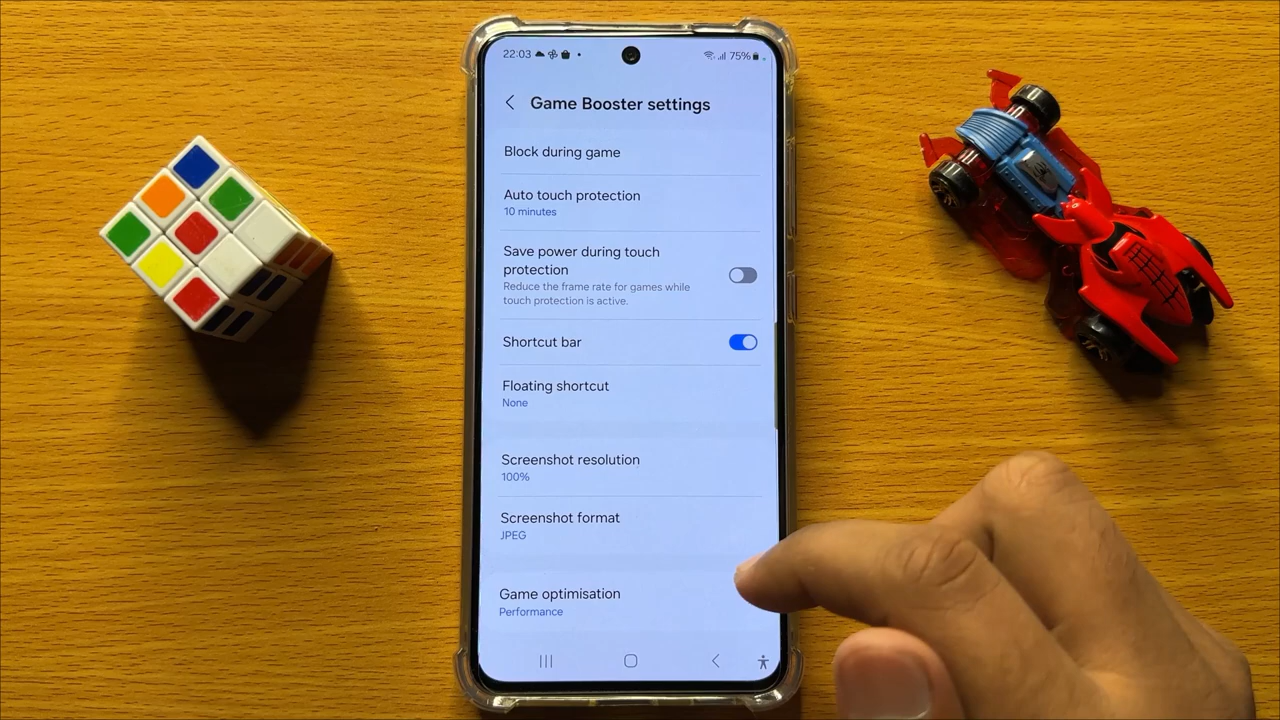 22:03
75%
Game Booster settings
Block during game
Auto touch protection
10 minutes
Save power during touch
protection
Reduce the frame rate for games while
touch protection is active.
Shortcut bar
Floating shortcut
None
Screenshot resolution
100%
Screenshot format
JPEG
Game optimisation
Performance